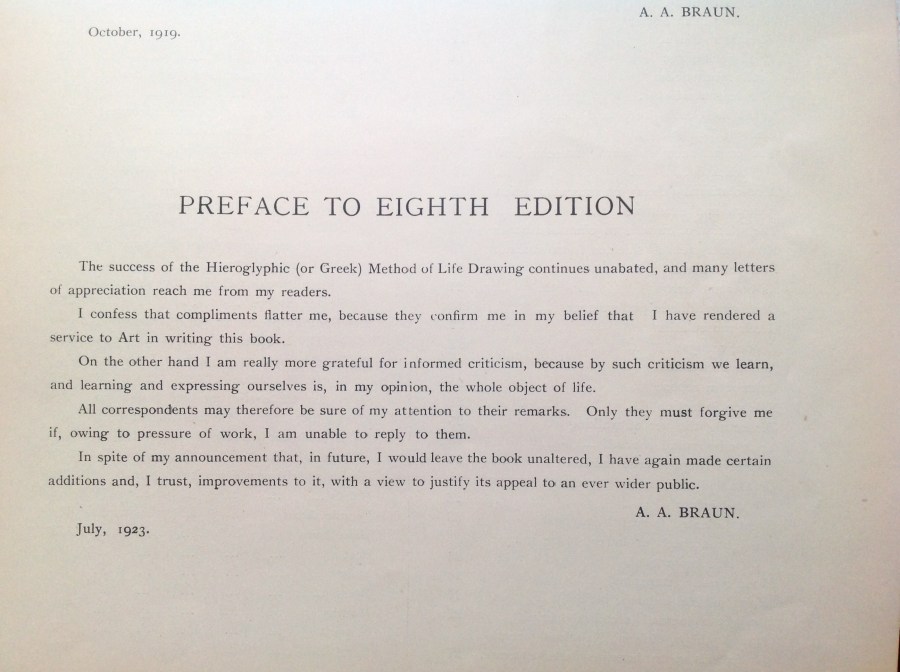 A. A. BRAUN.
October, 1919.
PREFACE TO EIGHTH EDITION
The success of the Hieroglyphic (or Greek) Method of Life Drawing continues unabated, and many letters
of appreciation reach me from my readers.
I confess that compliments flatter me, because they confirm me in my belief that I have rendered a
service to Art in writing this book.
On the other hand I am really more grateful for informed criticism, because by such criticism we learn,
and learning and expressing ourselves is, in my opinion, the whole object of life.
All correspondents may therefore be sure of my attention to their remarks. Only they must forgive me
if, owing to pressure of work, I am unable to reply to them.
In spite of my announcement that, in future, I would leave the book unaltered, I have again made certain
additions and, I trust, improvements to it, with a view to justify its appeal to an ever wider public.
A. A. BRAUN.
July, 1923.